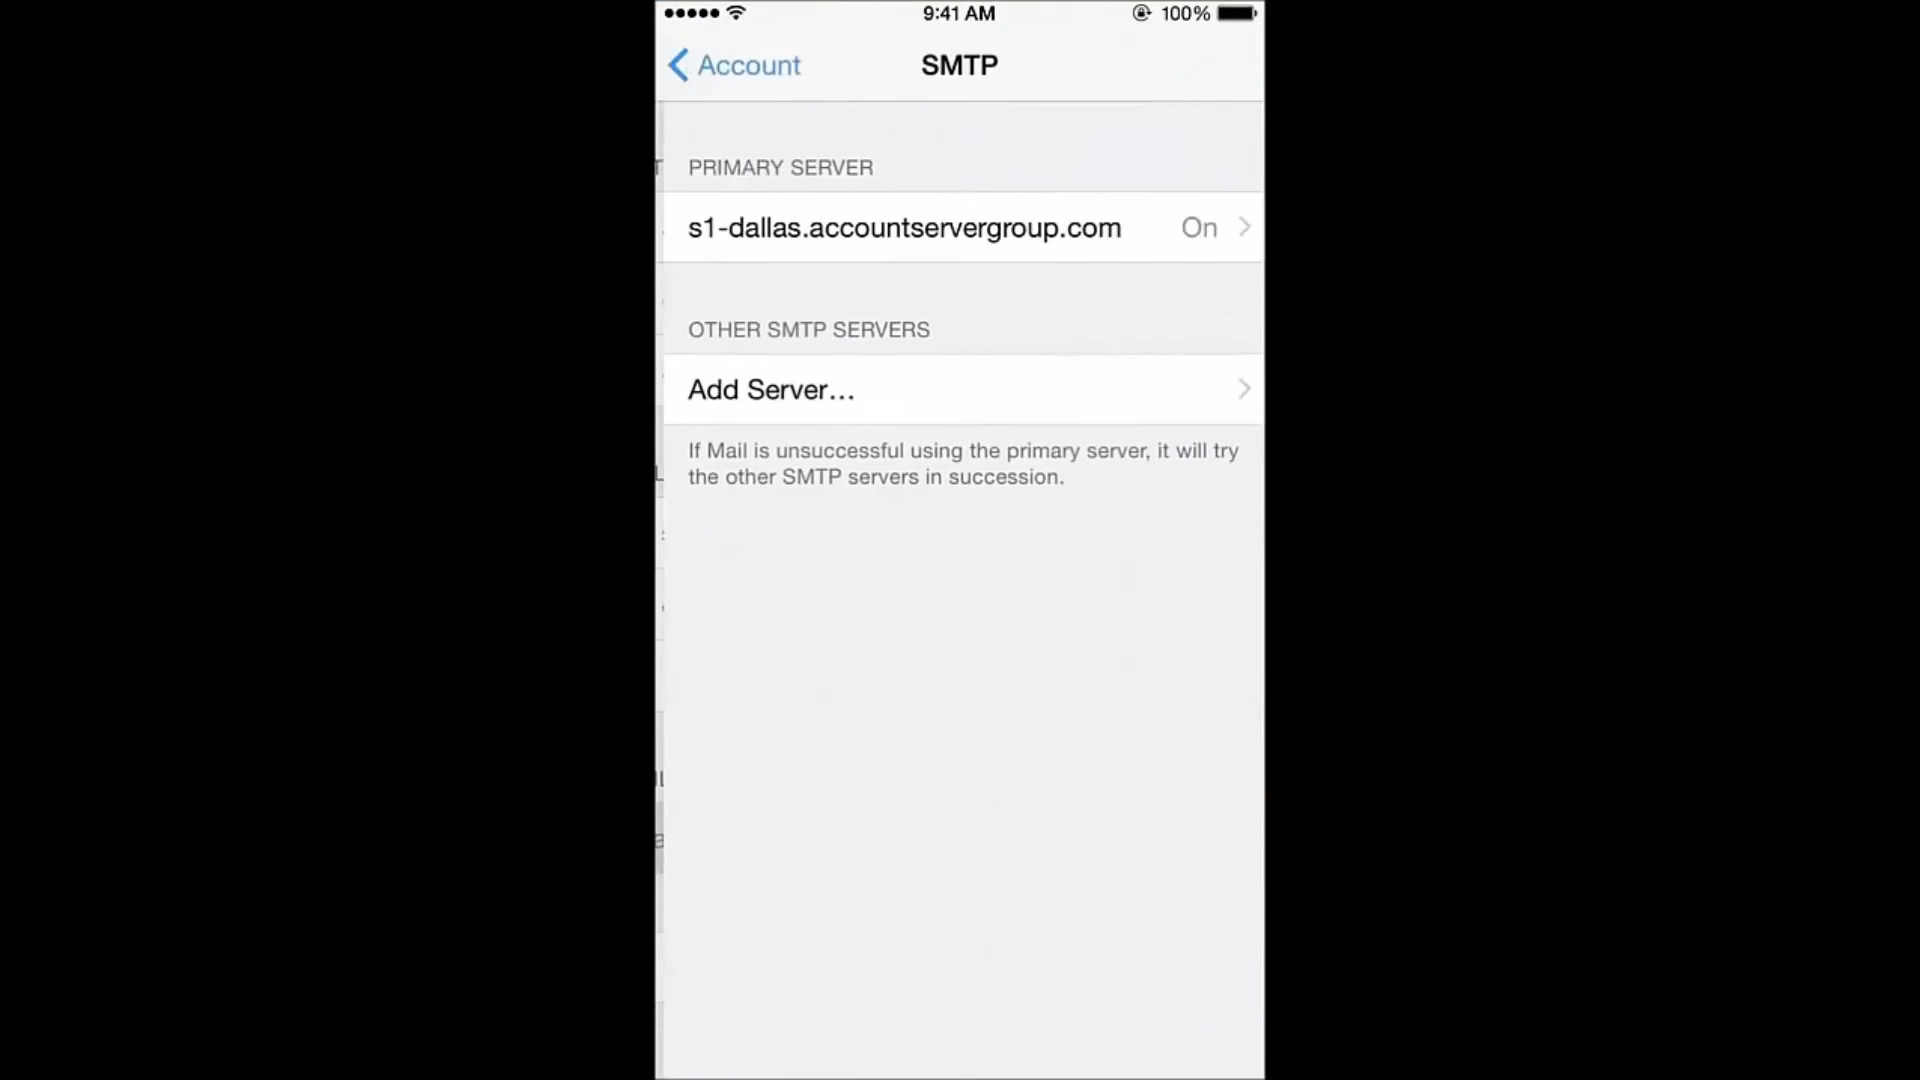 9:41 AM
100%
Account
SMTP
PRIMARY SERVER
s1-dallas.accountservergroup.com
On
OTHER SMTP SERVERS
Add Server...
If Mail is unsuccessful using the primary server, it will try
the other SMTP servers in succession.